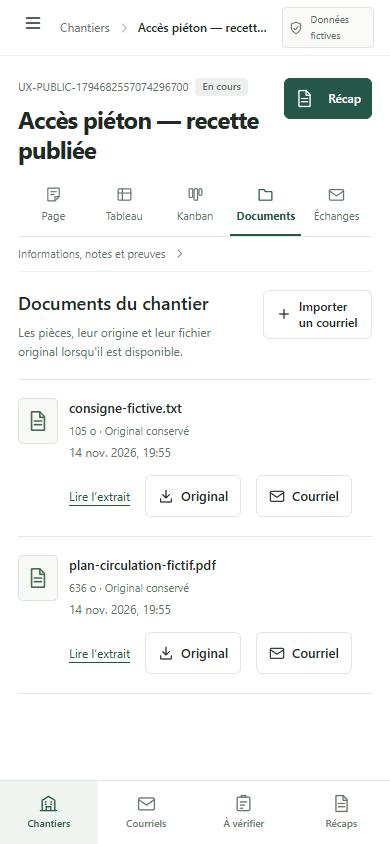 Chantiers > Accès piéton — recett...
Données
fictives
UX-PUBLIC-1794682557074296700 En cours
Accès piéton — recette
publiée
Récap
Page Tableau Kanban Documents Échanges
Informations, notes et preuves >
Documents du chantier
Importer
un courriel
Les pièces, leur origine et leur fichier
original lorsqu'il est disponible.
consigne-fictive.txt
105 o · Original conservé
14 nov. 2026, 19:55
Lire l'extrait Original Courriel
plan-circulation-fictif.pdf
636 o · Original conservé
14 nov. 2026, 19:55
Lire l'extrait Original Courriel
Chantiers Courriels À vérifier Récaps